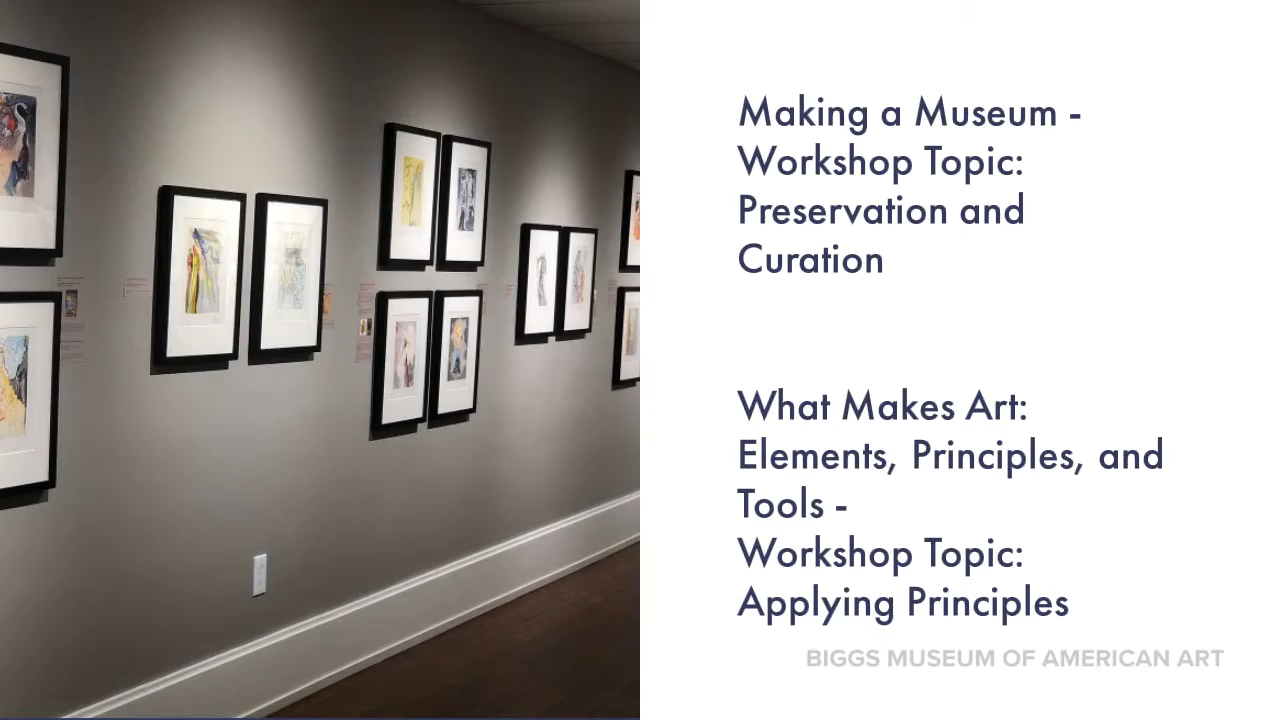 Making a Museum -
Workshop Topic:
Preservation and
Curation
What Makes Art:
Elements, Principles, and
Tools -
Workshop Topic:
Applying Principles
BIGGS MUSEUM OF AMERICAN ART